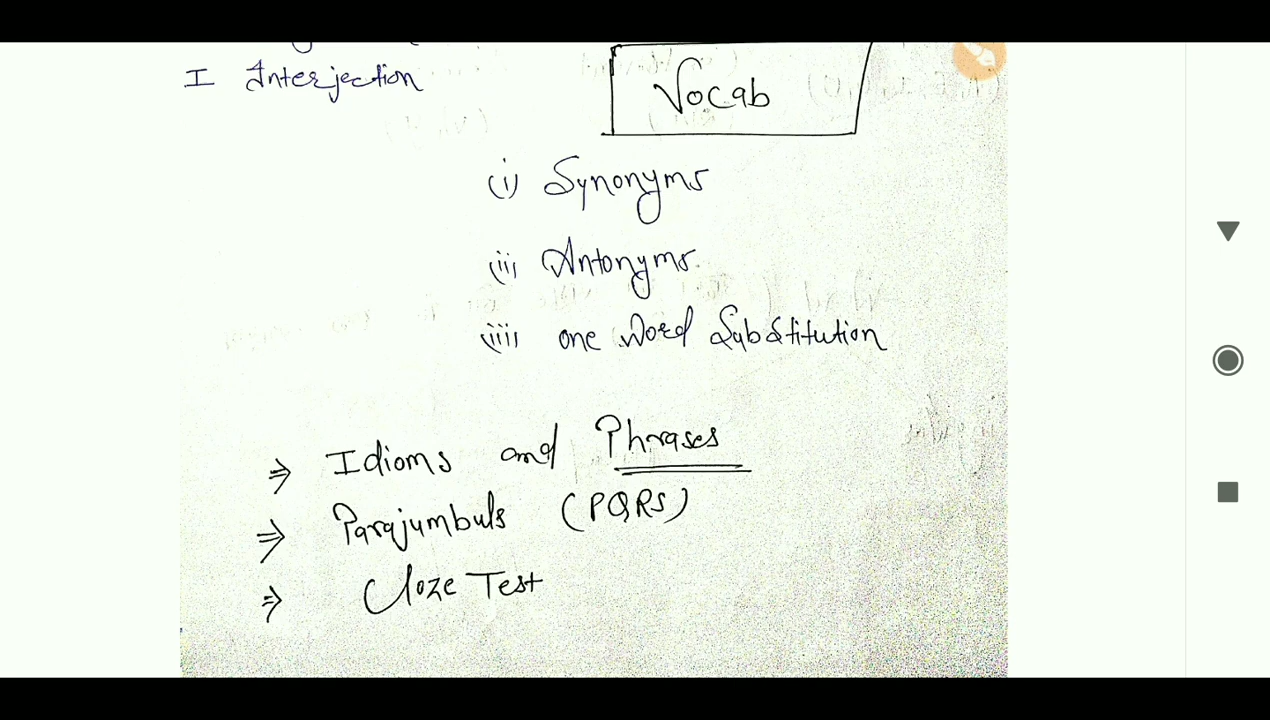 I Interjection
Vocab
(i) Synonyms
(ii) Antonyms
(iii) one word Substitution
⇒ Idioms and Phrases
⇒ Parajumbuls (PQRS)
⇒ Cloze Test